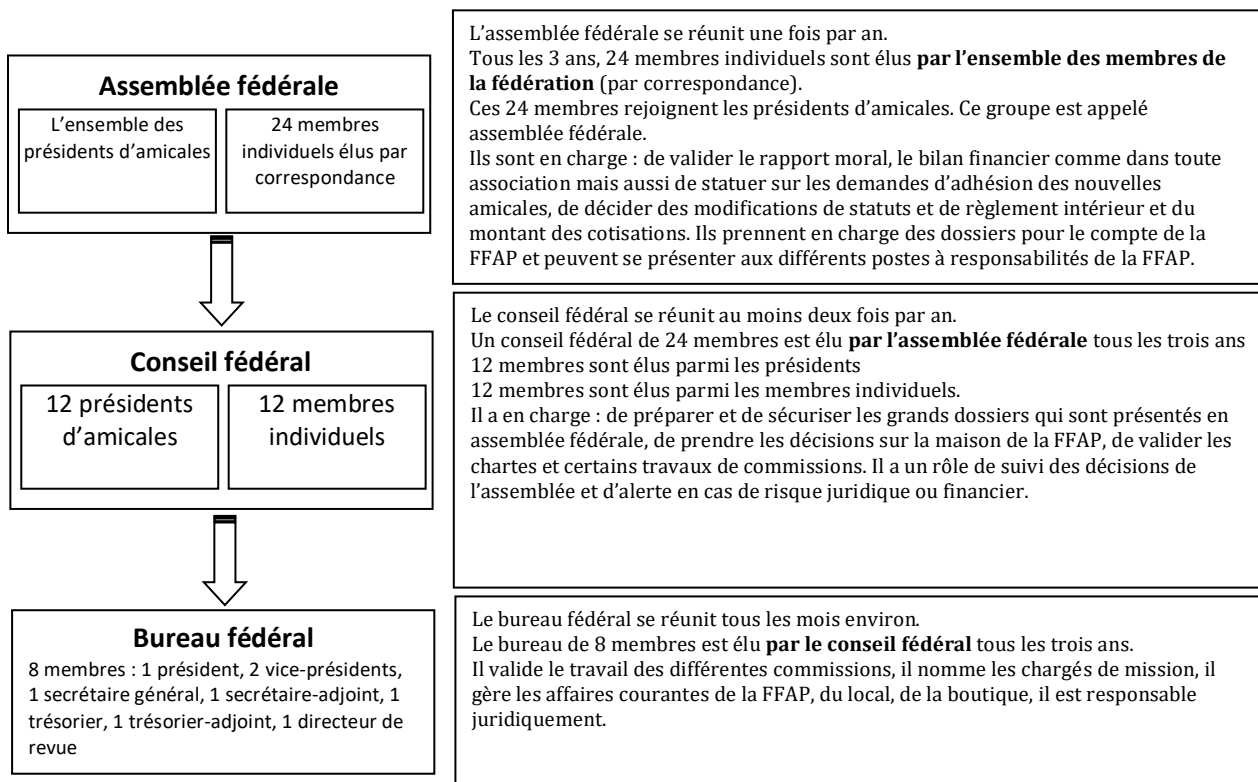 Assemblée fédérale
L'ensemble des
présidents d'amicales
24 membres
individuels élus par
correspondance
L'assemblée fédérale se réunit une fois par an.
Tous les 3 ans, 24 membres individuels sont élus par l'ensemble des membres de
la fédération (par correspondance).
Ces 24 membres rejoignent les présidents d'amicales. Ce groupe est appelé
assemblée fédérale.
Ils sont en charge : de valider le rapport moral, le bilan financier comme dans toute
association mais aussi de statuer sur les demandes d'adhésion des nouvelles
amicales, de décider des modifications de statuts et de règlement intérieur et du
montant des cotisations. Ils prennent en charge des dossiers pour le compte de la
FFAP et peuvent se présenter aux différents postes à responsabilités de la FFAP.
Conseil fédéral
12 présidents
d'amicales
12 membres
individuels
Le conseil fédéral se réunit au moins deux fois par an.
Un conseil fédéral de 24 membres est élu par l'assemblée fédérale tous les trois ans
12 membres sont élus parmi les présidents
12 membres sont élus parmi les membres individuels.
Il a en charge : de préparer et de sécuriser les grands dossiers qui sont présentés en
assemblée fédérale, de prendre les décisions sur la maison de la FFAP, de valider les
chartes et certains travaux de commissions. Il a un rôle de suivi des décisions de
l'assemblée et d'alerte en cas de risque juridique ou financier.
Bureau fédéral
8 membres : 1 président, 2 vice-présidents,
1 secrétaire général, 1 secrétaire-adjoint, 1
trésorier, 1 trésorier-adjoint, 1 directeur de
revue
Le bureau fédéral se réunit tous les mois environ.
Le bureau de 8 membres est élu par le conseil fédéral tous les trois ans.
Il valide le travail des différentes commissions, il nomme les chargés de mission, il
gère les affaires courantes de la FFAP, du local, de la boutique, il est responsable
juridiquement.